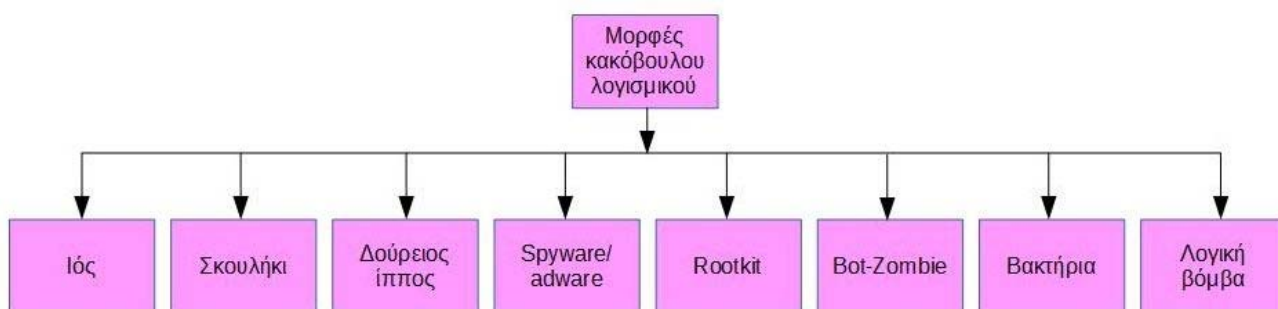 Μορφές
κακόβουλου
λογισμικού
Ιός
Σκουλήκι
Δούρειος
ίππος
Spyware/
adware
Rootkit
Bot-Zombie
Βακτήρια
Λογική
βόμβα